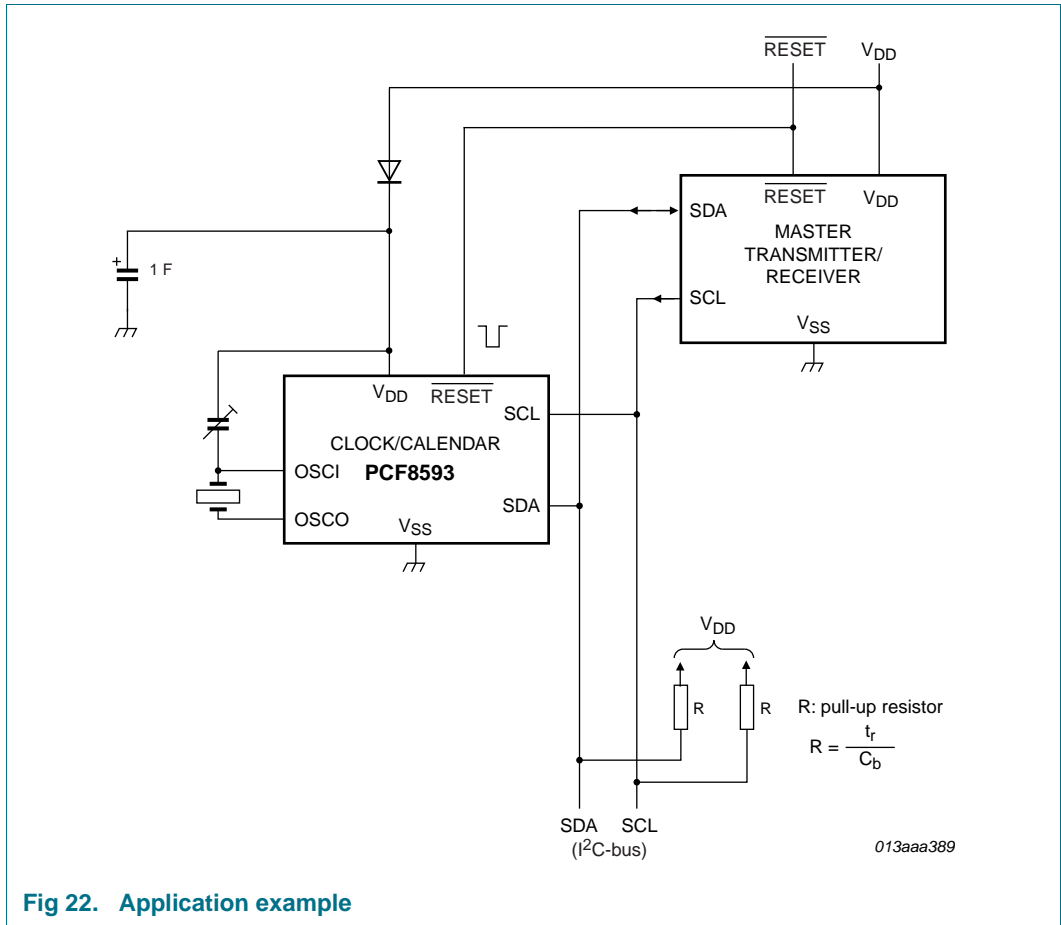 RESET VDD
RESET VDD
SDA
MASTER
TRANSMITTER/
RECEIVER
SCL
VSS
+ 1 F
VDD RESET
SCL
CLOCK/CALENDAR
PCF8593
OSCI
SDA
OSCO
VSS
VDD
R R
R: pull-up resistor
R = tr / Cb
SDA SCL
(I²C-bus)
013aaa389
Fig 22. Application example